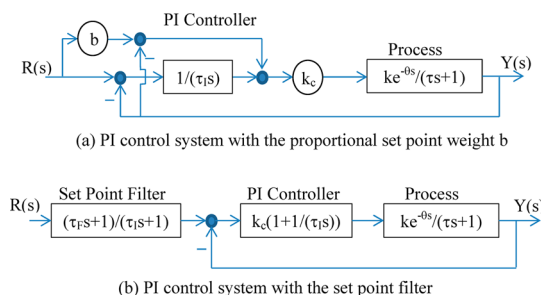 PI Controller
b
Process
R(s)
1/(τIs)
kc
ke-θs/(τs+1)
Y(s)
(a) PI control system with the proportional set point weight b
Set Point Filter
PI Controller
Process
R(s)
(τFs+1)/(τIs+1)
kc(1+1/(τIs))
ke-θs/(τs+1)
Y(s)
(b) PI control system with the set point filter